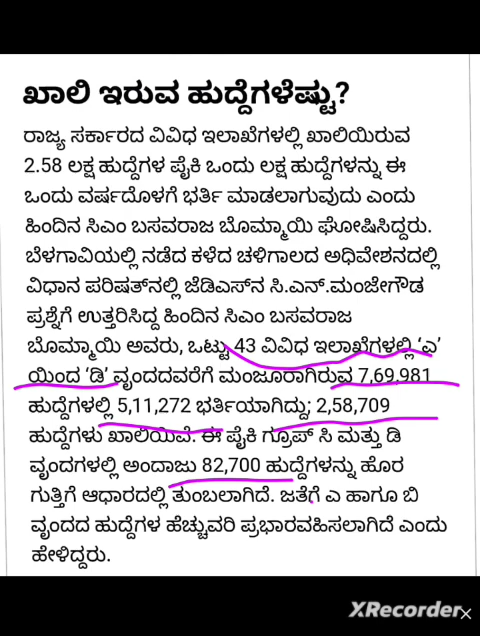 ಖಾಲಿ ಇರುವ ಹುದ್ದೆಗಳೆಷ್ಟು?
ರಾಜ್ಯ ಸರ್ಕಾರದ ವಿವಿಧ ಇಲಾಖೆಗಳಲ್ಲಿ ಖಾಲಿಯಿರುವ
2.58 ಲಕ್ಷ ಹುದ್ದೆಗಳ ಪೈಕಿ ಒಂದು ಲಕ್ಷ ಹುದ್ದೆಗಳನ್ನು ಈ
ಒಂದು ವರ್ಷದೊಳಗೆ ಭರ್ತಿ ಮಾಡಲಾಗುವುದು ಎಂದು
ಹಿಂದಿನ ಸಿಎಂ ಬಸವರಾಜ ಬೊಮ್ಮಾಯಿ ಘೋಷಿಸಿದ್ದರು.
ಬೆಳಗಾವಿಯಲ್ಲಿ ನಡೆದ ಕಳೆದ ಚಳಿಗಾಲದ ಅಧಿವೇಶನದಲ್ಲಿ
ವಿಧಾನ ಪರಿಷತ್‌ನಲ್ಲಿ ಜೆಡಿಎಸ್‌ನ ಸಿ.ಎನ್.ಮಂಜೇಗೌಡ
ಪ್ರಶ್ನೆಗೆ ಉತ್ತರಿಸಿದ್ದ ಹಿಂದಿನ ಸಿಎಂ ಬಸವರಾಜ
ಬೊಮ್ಮಾಯಿ ಅವರು, ಒಟ್ಟು 43 ವಿವಿಧ ಇಲಾಖೆಗಳಲ್ಲಿ 'ಎ'
ಯಿಂದ 'ಡಿ' ವೃಂದದವರೆಗೆ ಮಂಜೂರಾಗಿರುವ 7,69,981
ಹುದ್ದೆಗಳಲ್ಲಿ 5,11,272 ಭರ್ತಿಯಾಗಿದ್ದು; 2,58,709
ಹುದ್ದೆಗಳು ಖಾಲಿಯಿವೆ. ಈ ಪೈಕಿ ಗ್ರೂಪ್ ಸಿ ಮತ್ತು ಡಿ
ವೃಂದಗಳಲ್ಲಿ ಅಂದಾಜು 82,700 ಹುದ್ದೆಗಳನ್ನು ಹೊರ
ಗುತ್ತಿಗೆ ಆಧಾರದಲ್ಲಿ ತುಂಬಲಾಗಿದೆ. ಜತೆಗೆ ಎ ಹಾಗೂ ಬಿ
ವೃಂದದ ಹುದ್ದೆಗಳ ಹೆಚ್ಚುವರಿ ಪ್ರಭಾರವಹಿಸಲಾಗಿದೆ ಎಂದು
ಹೇಳಿದ್ದರು.
XRecorder